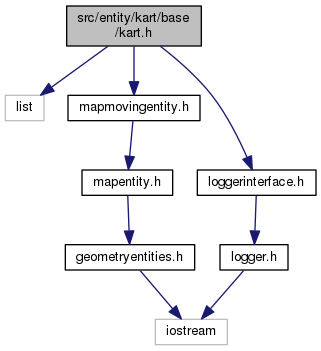 src/entity/kart/base
/kart.h
list
mapmovingentity.h
mapentity.h
loggerinterface.h
geometryentities.h
logger.h
iostream